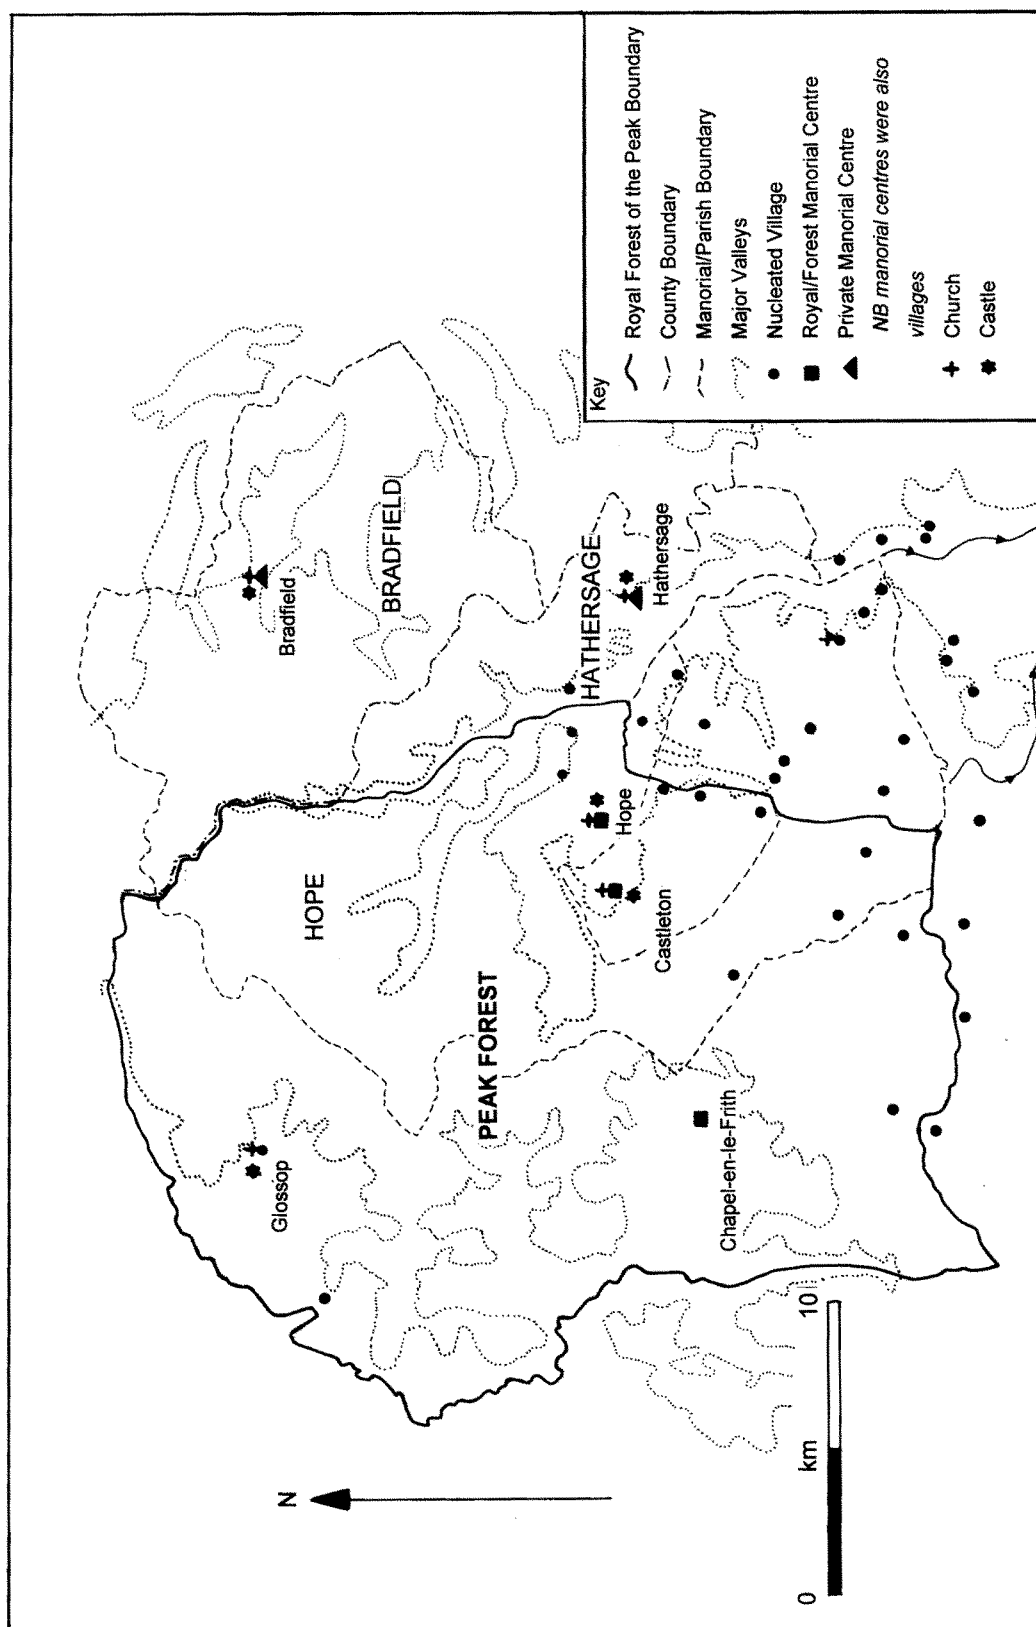 Key
Royal Forest of the Peak Boundary
County Boundary
Manorial/Parish Boundary
Major Valleys
Nucleated Village
Royal/Forest Manorial Centre
Private Manorial Centre
NB manorial centres were also
villages
Church
Castle
N
Glossop
Bradfield
BRADFIELD
HOPE
PEAK FOREST
HATHERSAGE
Hathersage
Hope
Castleton
Chapel-en-le-Frith
0
km
10